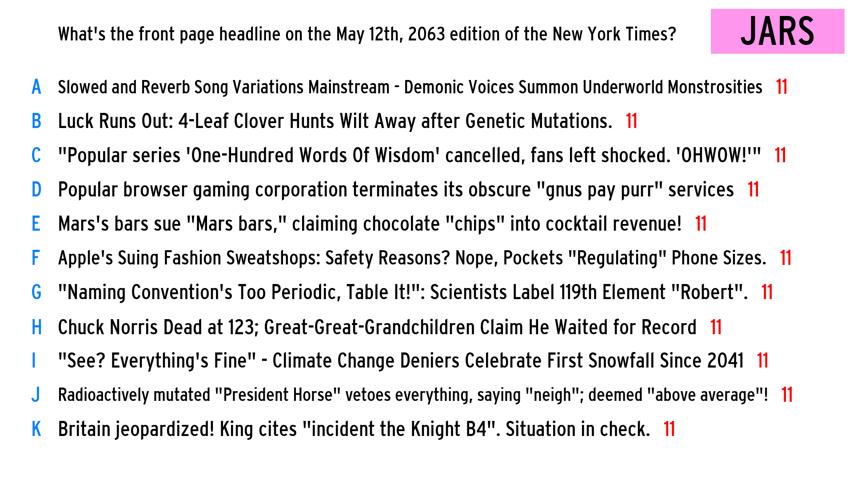 What's the front page headline on the May 12th, 2063 edition of the New York Times?
JARS
A Slowed and Reverb Song Variations Mainstream - Demonic Voices Summon Underworld Monstrosities 11
B Luck Runs Out: 4-Leaf Clover Hunts Wilt Away after Genetic Mutations. 11
C "Popular series 'One-Hundred Words Of Wisdom' cancelled, fans left shocked. 'OHWOW!'" 11
D Popular browser gaming corporation terminates its obscure "gnus pay purr" services 11
E Mars's bars sue "Mars bars," claiming chocolate "chips" into cocktail revenue! 11
F Apple's Suing Fashion Sweatshops: Safety Reasons? Nope, Pockets "Regulating" Phone Sizes. 11
G "Naming Convention's Too Periodic, Table It!": Scientists Label 119th Element "Robert". 11
H Chuck Norris Dead at 123; Great-Great-Grandchildren Claim He Waited for Record 11
I "See? Everything's Fine" - Climate Change Deniers Celebrate First Snowfall Since 2041 11
J Radioactively mutated "President Horse" vetoes everything, saying "neigh"; deemed "above average"! 11
K Britain jeopardized! King cites "incident the Knight B4". Situation in check. 11